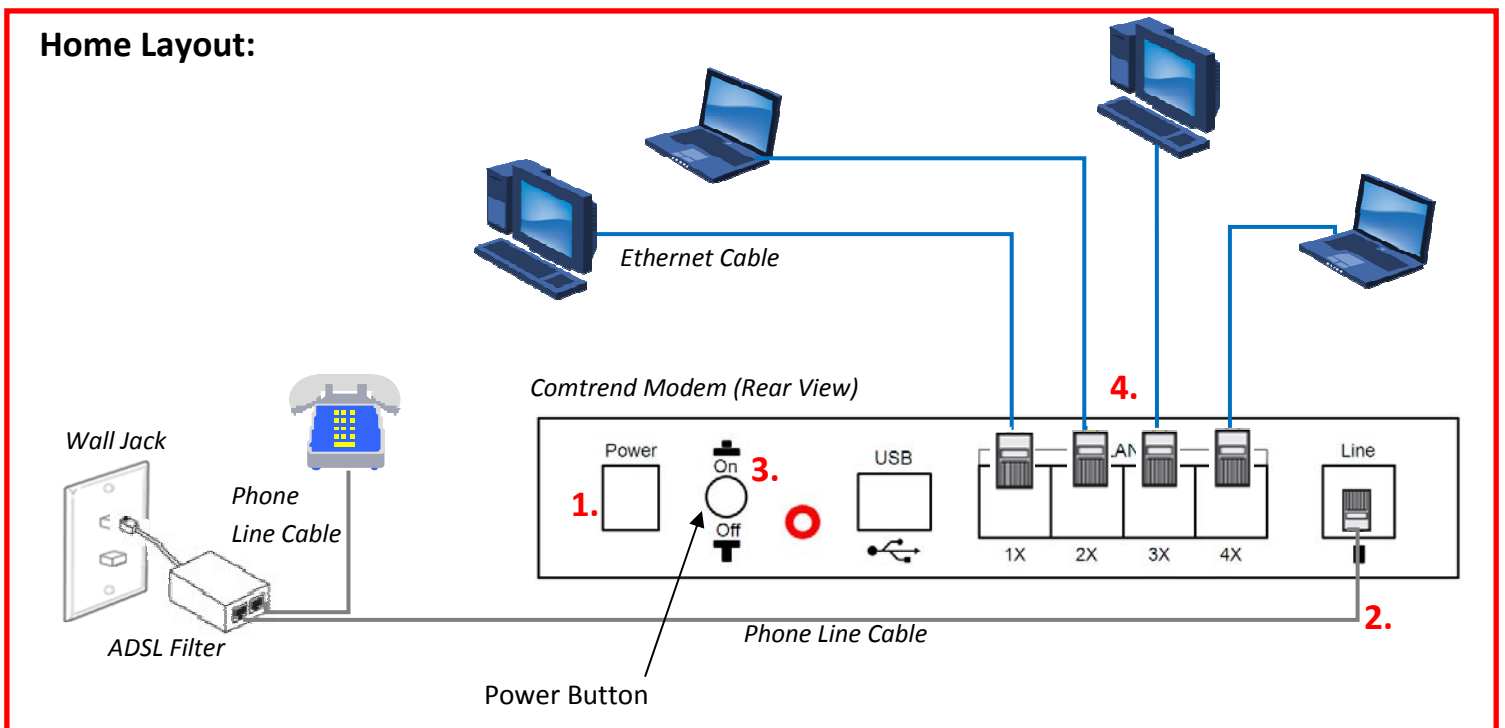 Home Layout:
Ethernet Cable
Comtrend Modem (Rear View)
4.
Wall Jack
Phone
Line Cable
Power
On
3.
USB
LAN
Line
1.
Off
1X
2X
3X
4X
2.
Phone Line Cable
ADSL Filter
Power Button